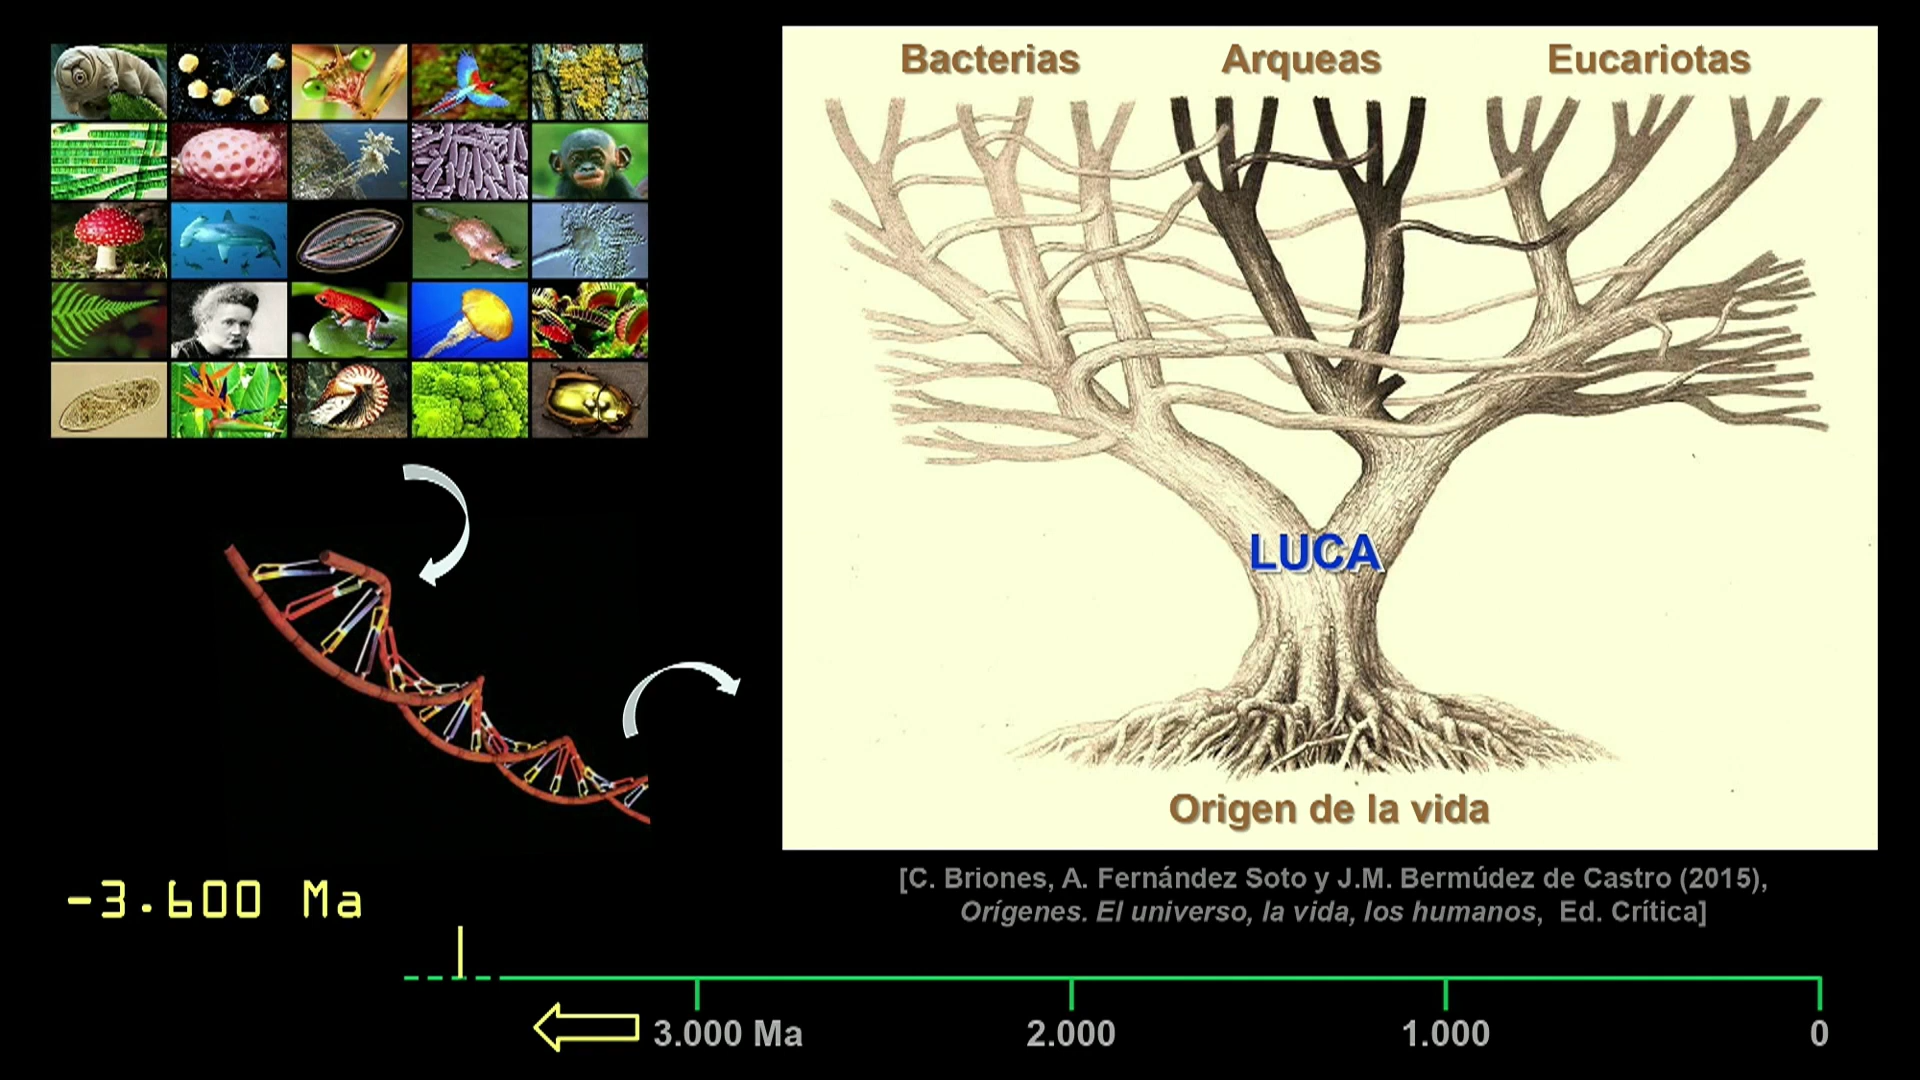 Bacterias
Arqueas
Eucariotas
LUCA
Origen de la vida
[C. Briones, A. Fernández Soto y J.M. Bermúdez de Castro (2015),
Orígenes. El universo, la vida, los humanos, Ed. Crítica]
-3.600 Ma
3.000 Ma
2.000
1.000
0